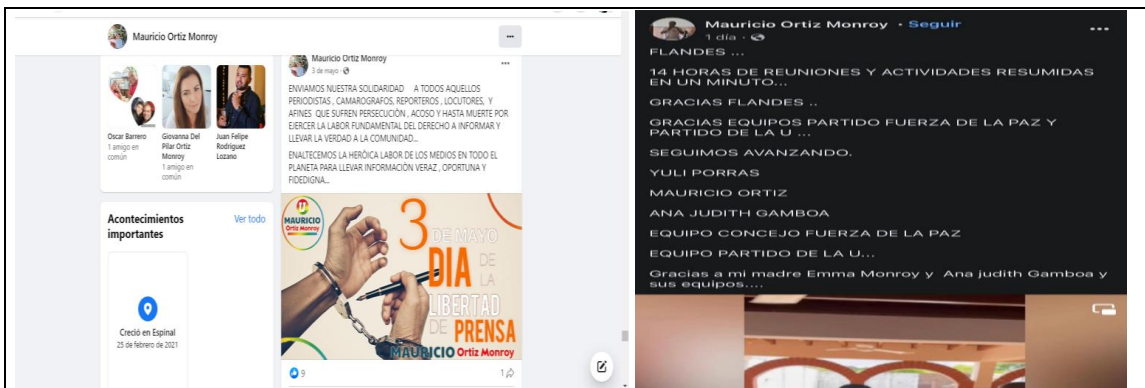 Mauricio Ortiz Monroy
Oscar Barrero
1 amigo en
común
Giovanna Del
Pilar Ortiz
Monroy
1 amigo en
común
Juan Felipe
Rodríguez
Lozano
Acontecimientos
importantes
Ver todo
Creció en Espinal
25 de febrero de 2021
Mauricio Ortiz Monroy
3 de mayo
ENVIAMOS NUESTRA SOLIDARIDAD A TODOS AQUELLOS
PERIODISTAS , CAMAROGRAFOS, REPORTEROS , LOCUTORES, Y
AFINES QUE SUFREN PERSECUCIÓN , ACOSO Y HASTA MUERTE POR
EJERCER LA LABOR FUNDAMENTAL DEL DERECHO A INFORMAR Y
LLEVAR LA VERDAD A LA COMUNIDAD...
ENALTECEMOS LA HERÓICA LABOR DE LOS MEDIOS EN TODO EL
PLANETA PARA LLEVAR INFORMACIÓN VERAZ , OPORTUNA Y
FIDEDIGNA...
U
MAURICIO
Ortiz Monroy
3 DE MAYO
DIA DE
LA
LIBERTAD
DE PRENSA
MAURICIO Ortiz Monroy
9
1
Mauricio Ortiz Monroy · Seguir
1 día
FLANDES ...
14 HORAS DE REUNIONES Y ACTIVIDADES RESUMIDAS
EN UN MINUTO...
GRACIAS FLANDES ..
GRACIAS EQUIPOS PARTIDO FUERZA DE LA PAZ Y
PARTIDO DE LA U ...
SEGUIMOS AVANZANDO.
YULI PORRAS
MAURICIO ORTIZ
ANA JUDITH GAMBOA
EQUIPO CONCEJO FUERZA DE LA PAZ
EQUIPO PARTIDO DE LA U...
Gracias a mi madre Emma Monroy y Ana judith Gamboa y
sus equipos....